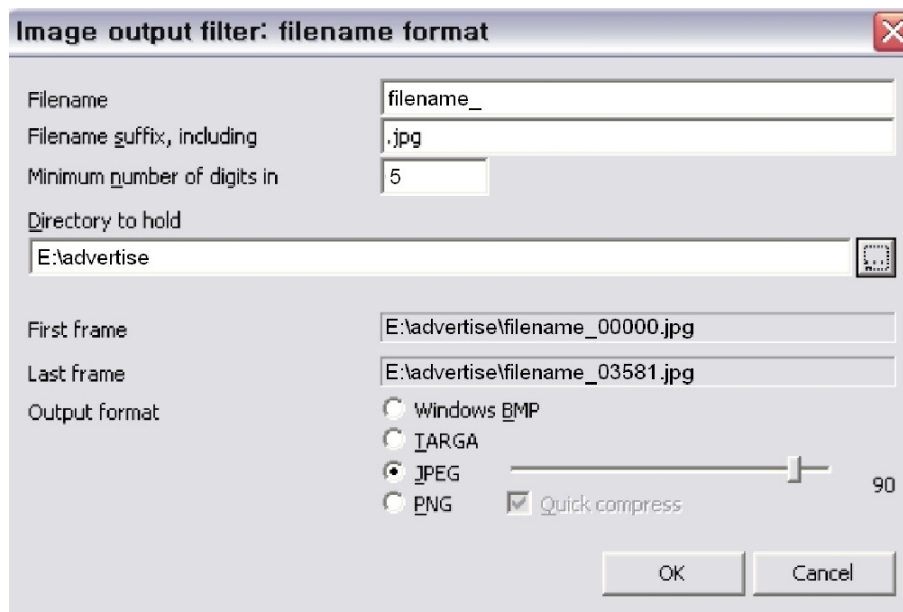 Image output filter: filename format
Filename
filename_
Filename suffix, including
.jpg
Minimum number of digits in
5
Directory to hold
E:\advertise
...
First frame
E:\advertise\filename_00000.jpg
Last frame
E:\advertise\filename_03581.jpg
Output format
Windows BMP
TARGA
JPEG
90
PNG
Quick compress
OK
Cancel